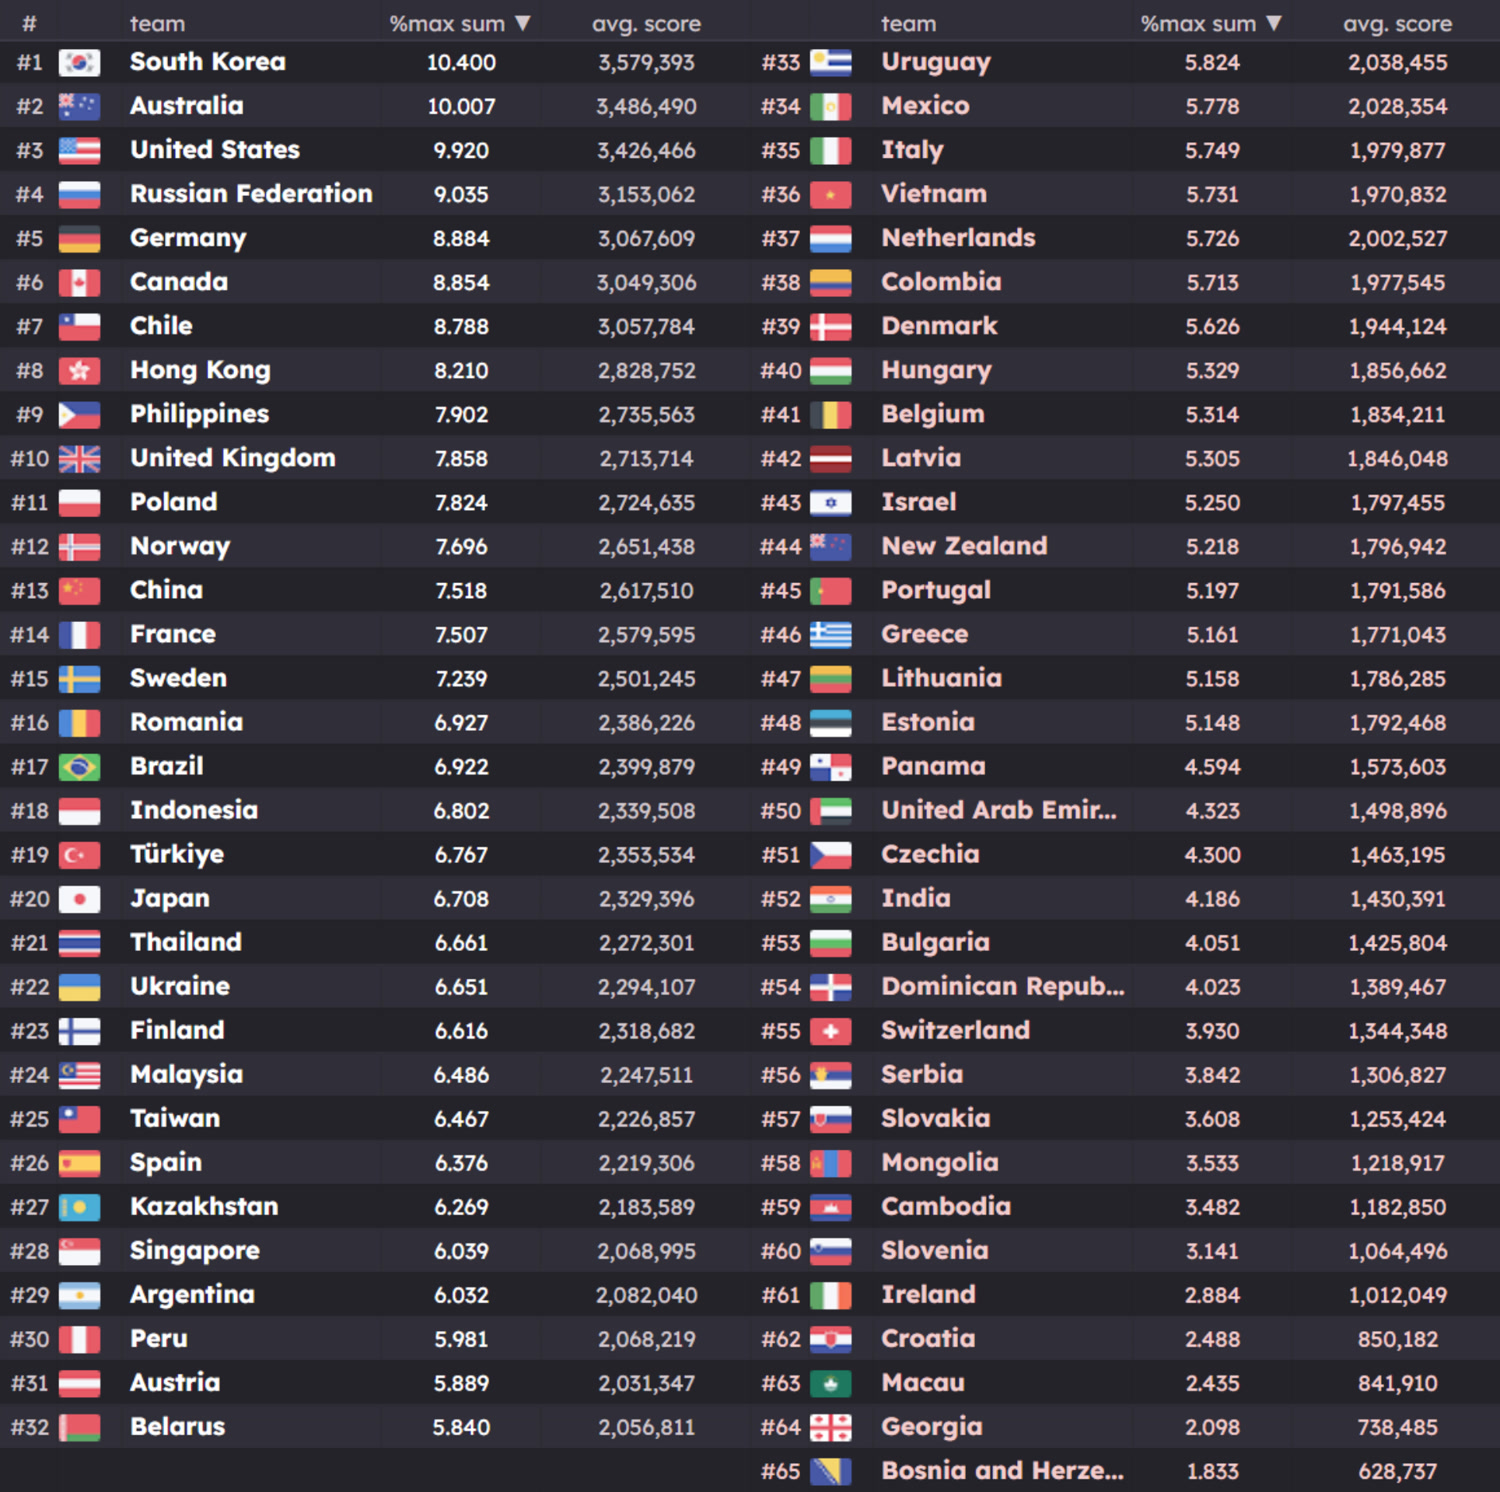 # team %max sum ▼ avg. score
#1 South Korea 10.400 3,579,393
#2 Australia 10.007 3,486,490
#3 United States 9.920 3,426,466
#4 Russian Federation 9.035 3,153,062
#5 Germany 8.884 3,067,609
#6 Canada 8.854 3,049,306
#7 Chile 8.788 3,057,784
#8 Hong Kong 8.210 2,828,752
#9 Philippines 7.902 2,735,563
#10 United Kingdom 7.858 2,713,714
#11 Poland 7.824 2,724,635
#12 Norway 7.696 2,651,438
#13 China 7.518 2,617,510
#14 France 7.507 2,579,595
#15 Sweden 7.239 2,501,245
#16 Romania 6.927 2,386,226
#17 Brazil 6.922 2,399,879
#18 Indonesia 6.802 2,339,508
#19 Türkiye 6.767 2,353,534
#20 Japan 6.708 2,329,396
#21 Thailand 6.661 2,272,301
#22 Ukraine 6.651 2,294,107
#23 Finland 6.616 2,318,682
#24 Malaysia 6.486 2,247,511
#25 Taiwan 6.467 2,226,857
#26 Spain 6.376 2,219,306
#27 Kazakhstan 6.269 2,183,589
#28 Singapore 6.039 2,068,995
#29 Argentina 6.032 2,082,040
#30 Peru 5.981 2,068,219
#31 Austria 5.889 2,031,347
#32 Belarus 5.840 2,056,811
team %max sum ▼ avg. score
#33 Uruguay 5.824 2,038,455
#34 Mexico 5.778 2,028,354
#35 Italy 5.749 1,979,877
#36 Vietnam 5.731 1,970,832
#37 Netherlands 5.726 2,002,527
#38 Colombia 5.713 1,977,545
#39 Denmark 5.626 1,944,124
#40 Hungary 5.329 1,856,662
#41 Belgium 5.314 1,834,211
#42 Latvia 5.305 1,846,048
#43 Israel 5.250 1,797,455
#44 New Zealand 5.218 1,796,942
#45 Portugal 5.197 1,791,586
#46 Greece 5.161 1,771,043
#47 Lithuania 5.158 1,786,285
#48 Estonia 5.148 1,792,468
#49 Panama 4.594 1,573,603
#50 United Arab Emir... 4.323 1,498,896
#51 Czechia 4.300 1,463,195
#52 India 4.186 1,430,391
#53 Bulgaria 4.051 1,425,804
#54 Dominican Repub... 4.023 1,389,467
#55 Switzerland 3.930 1,344,348
#56 Serbia 3.842 1,306,827
#57 Slovakia 3.608 1,253,424
#58 Mongolia 3.533 1,218,917
#59 Cambodia 3.482 1,182,850
#60 Slovenia 3.141 1,064,496
#61 Ireland 2.884 1,012,049
#62 Croatia 2.488 850,182
#63 Macau 2.435 841,910
#64 Georgia 2.098 738,485
#65 Bosnia and Herze... 1.833 628,737